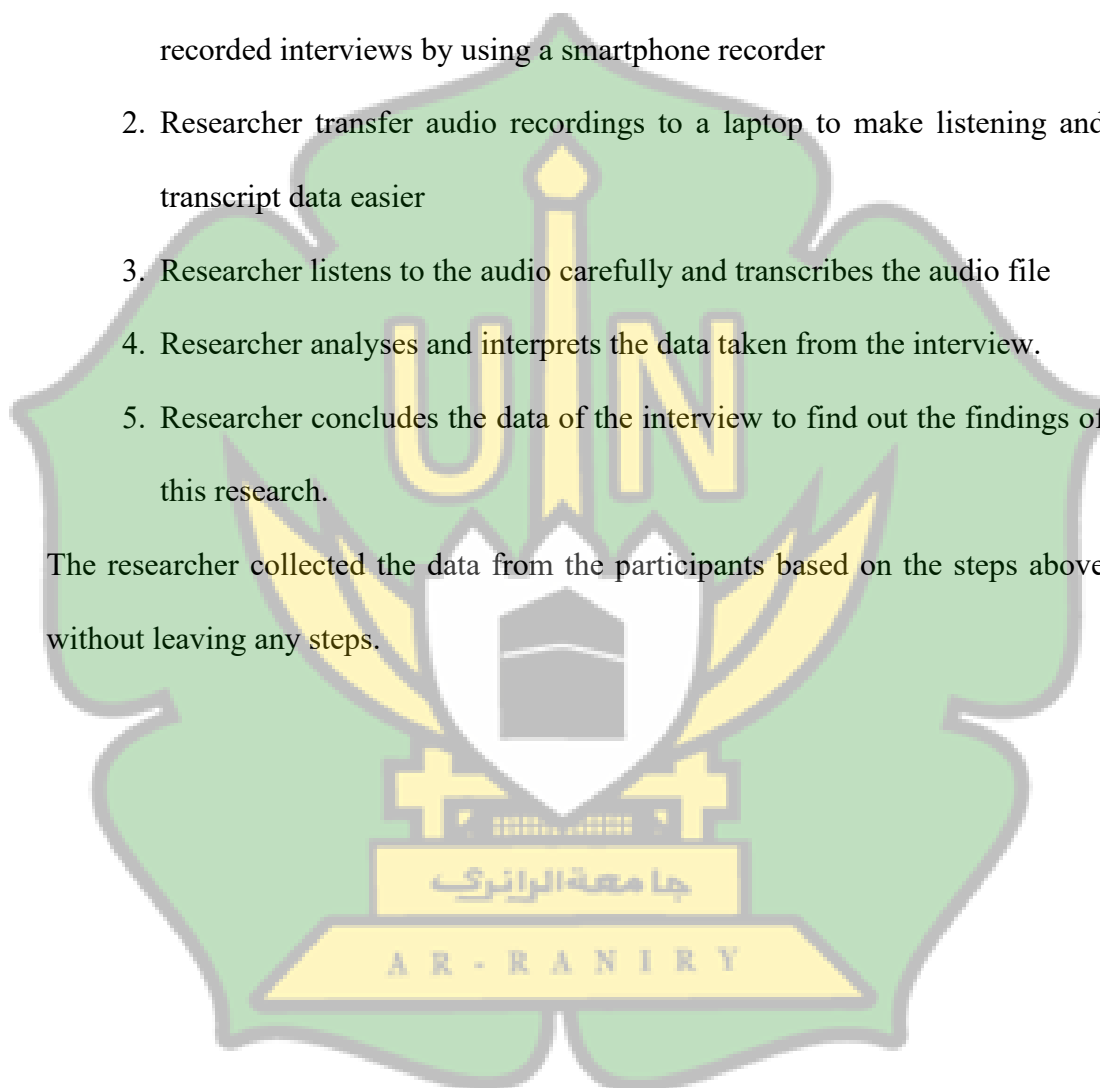 recorded interviews by using a smartphone recorder
2. Researcher transfer audio recordings to a laptop to make listening and
transcript data easier
3. Researcher listens to the audio carefully and transcribes the audio file
4. Researcher analyses and interprets the data taken from the interview.
5. Researcher concludes the data of the interview to find out the findings of
this research.
The researcher collected the data from the participants based on the steps above
without leaving any steps.
UIN
جامعة الرانري
AR-RANIRY